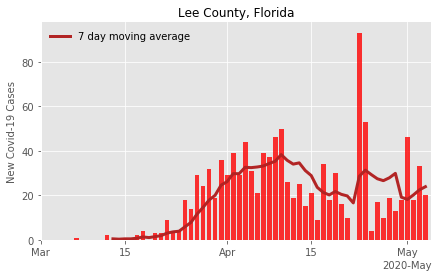 Lee County, Florida
7 day moving average
New Covid-19 Cases
80
60
40
20
0
Mar
15
Apr
15
May
2020-May